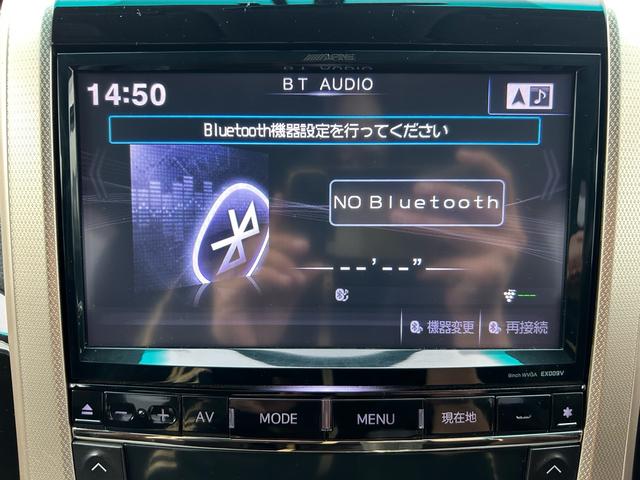 ALPINE
BT AUDIO
14:50
Bluetooth機器設定を行ってください
NO Bluetooth
--'--"
機器変更 再接続
9inch WVGA EX009V
- + AV MODE MENU 現在地 *